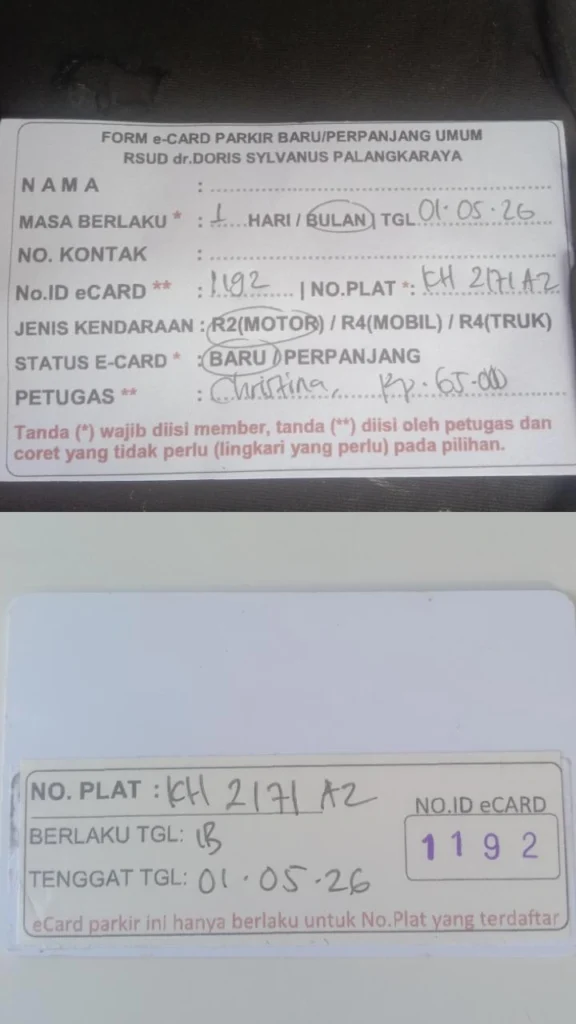 FORM e-CARD PARKIR BARU/PERPANJANG UMUM
RSUD dr.DORIS SYLVANUS PALANGKARAYA
NAMA :
MASA BERLAKU * : 1 HARI / BULAN TGL 01.05.26
NO. KONTAK :
No.ID eCARD ** : 1192 | NO.PLAT *: KH 2171 AZ
JENIS KENDARAAN : R2(MOTOR) / R4(MOBIL) / R4(TRUK)
STATUS E-CARD * : BARU / PERPANJANG
PETUGAS ** : Christina, Rp. 65.000
Tanda (*) wajib diisi member, tanda (**) diisi oleh petugas dan
coret yang tidak perlu (lingkari yang perlu) pada pilihan.
NO. PLAT : KH 2171 AZ
NO.ID eCARD
BERLAKU TGL: 1B
1192
TENGGAT TGL: 01.05.26
eCard parkir ini hanya berlaku untuk No.Plat yang terdaftar